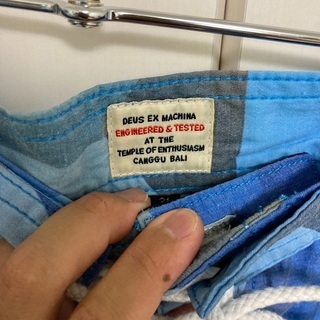 DEUS EX MACHINA
ENGINEERED & TESTED
AT THE
TEMPLE OF ENTHUSIASM
CANGGU BALI